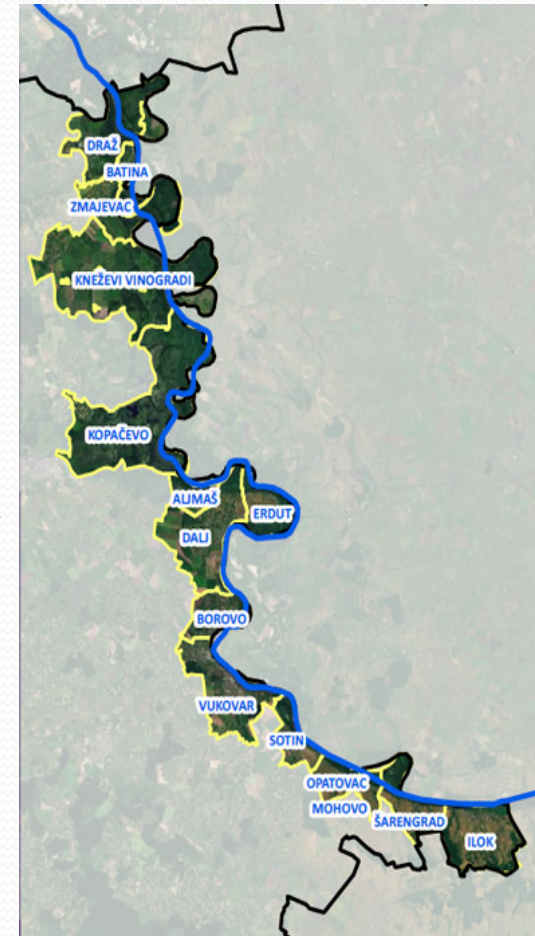 DRAŽ
BATINA
ZMAJEVAC
KNEŽEVI VINOGRADI
KOPAČEVO
ALJMAŠ
ERDUT
DALJ
BOROVO
VUKOVAR
SOTIN
OPATOVAC
MOHOVO
ŠARENGRAD
ILOK